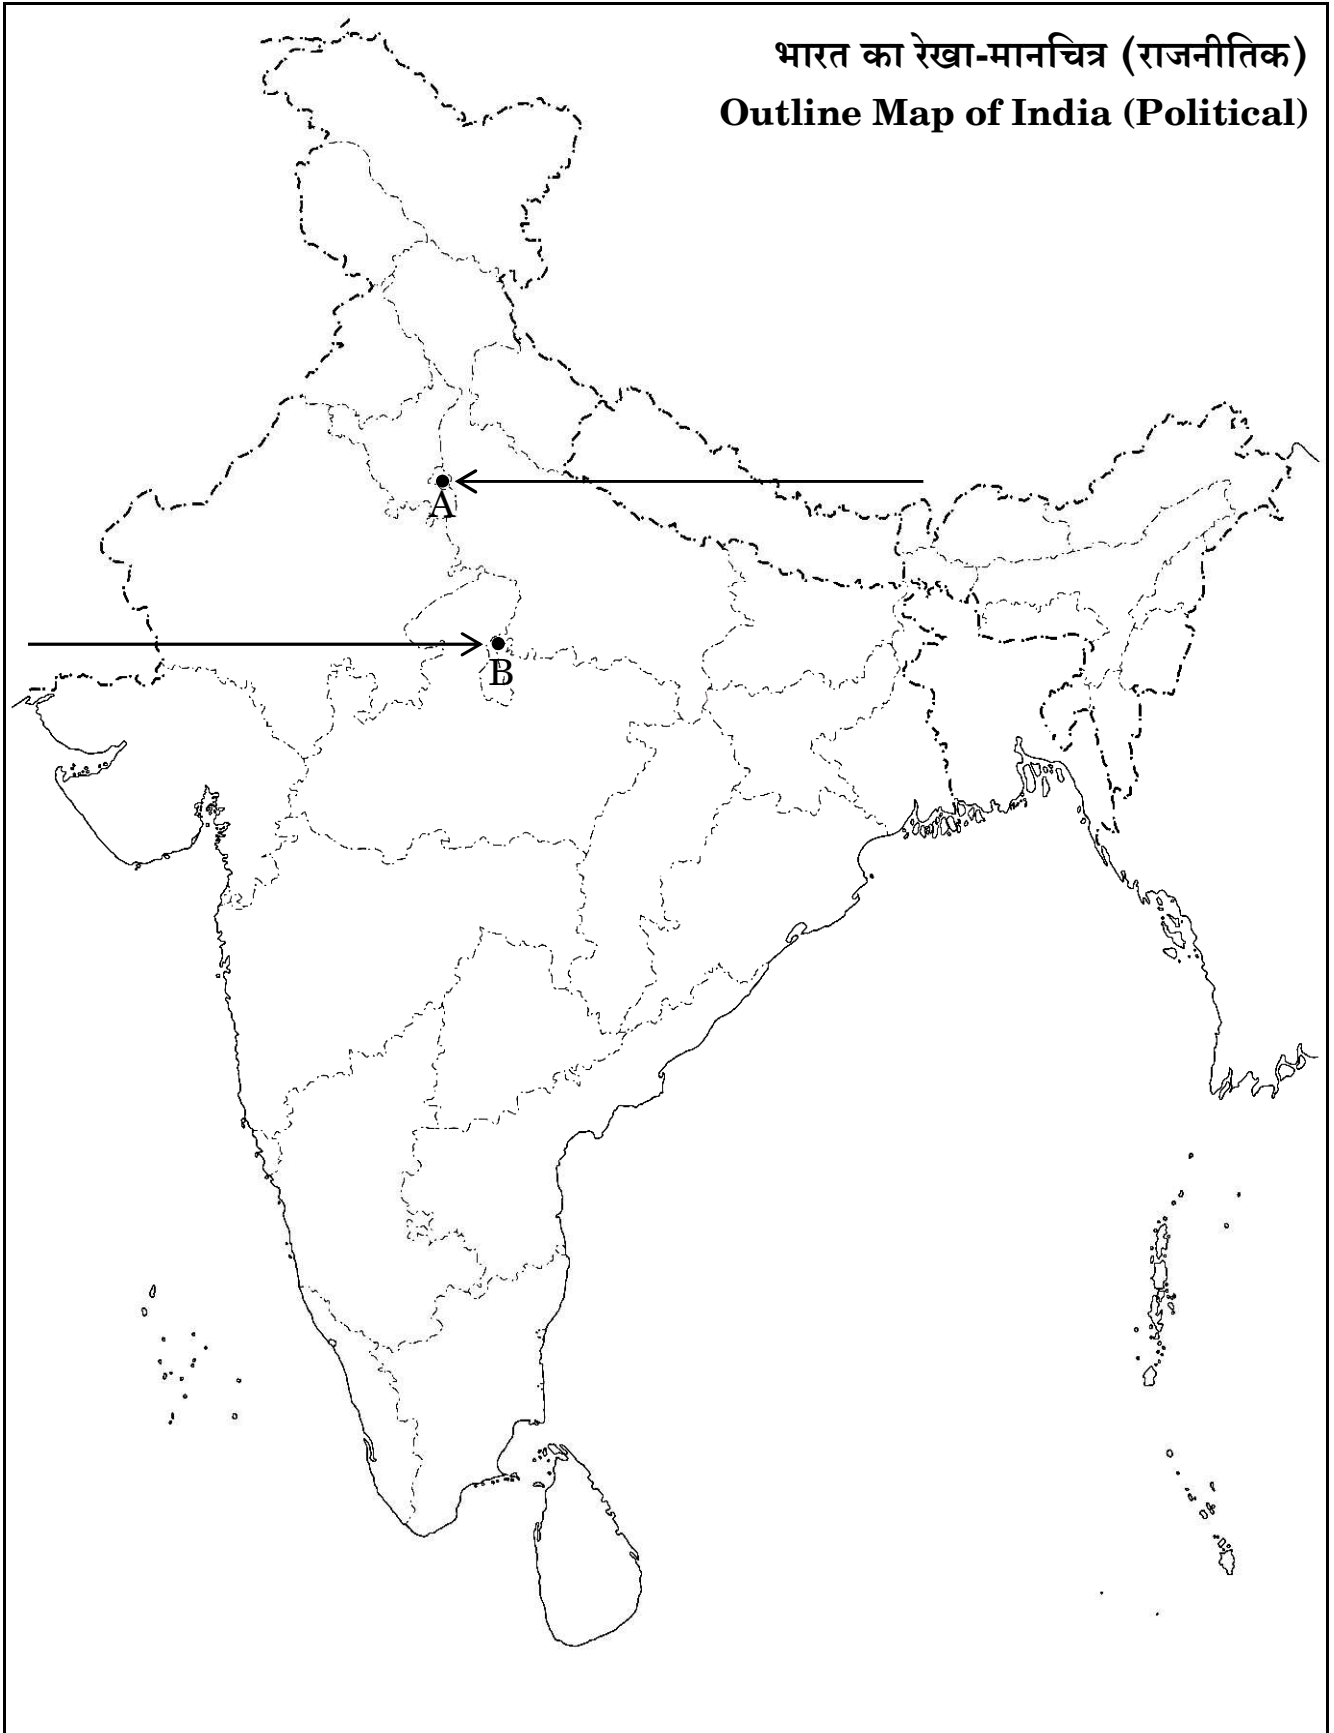 भारत का रेखा-मानचित्र (राजनीतिक)
Outline Map of India (Political)
A
B